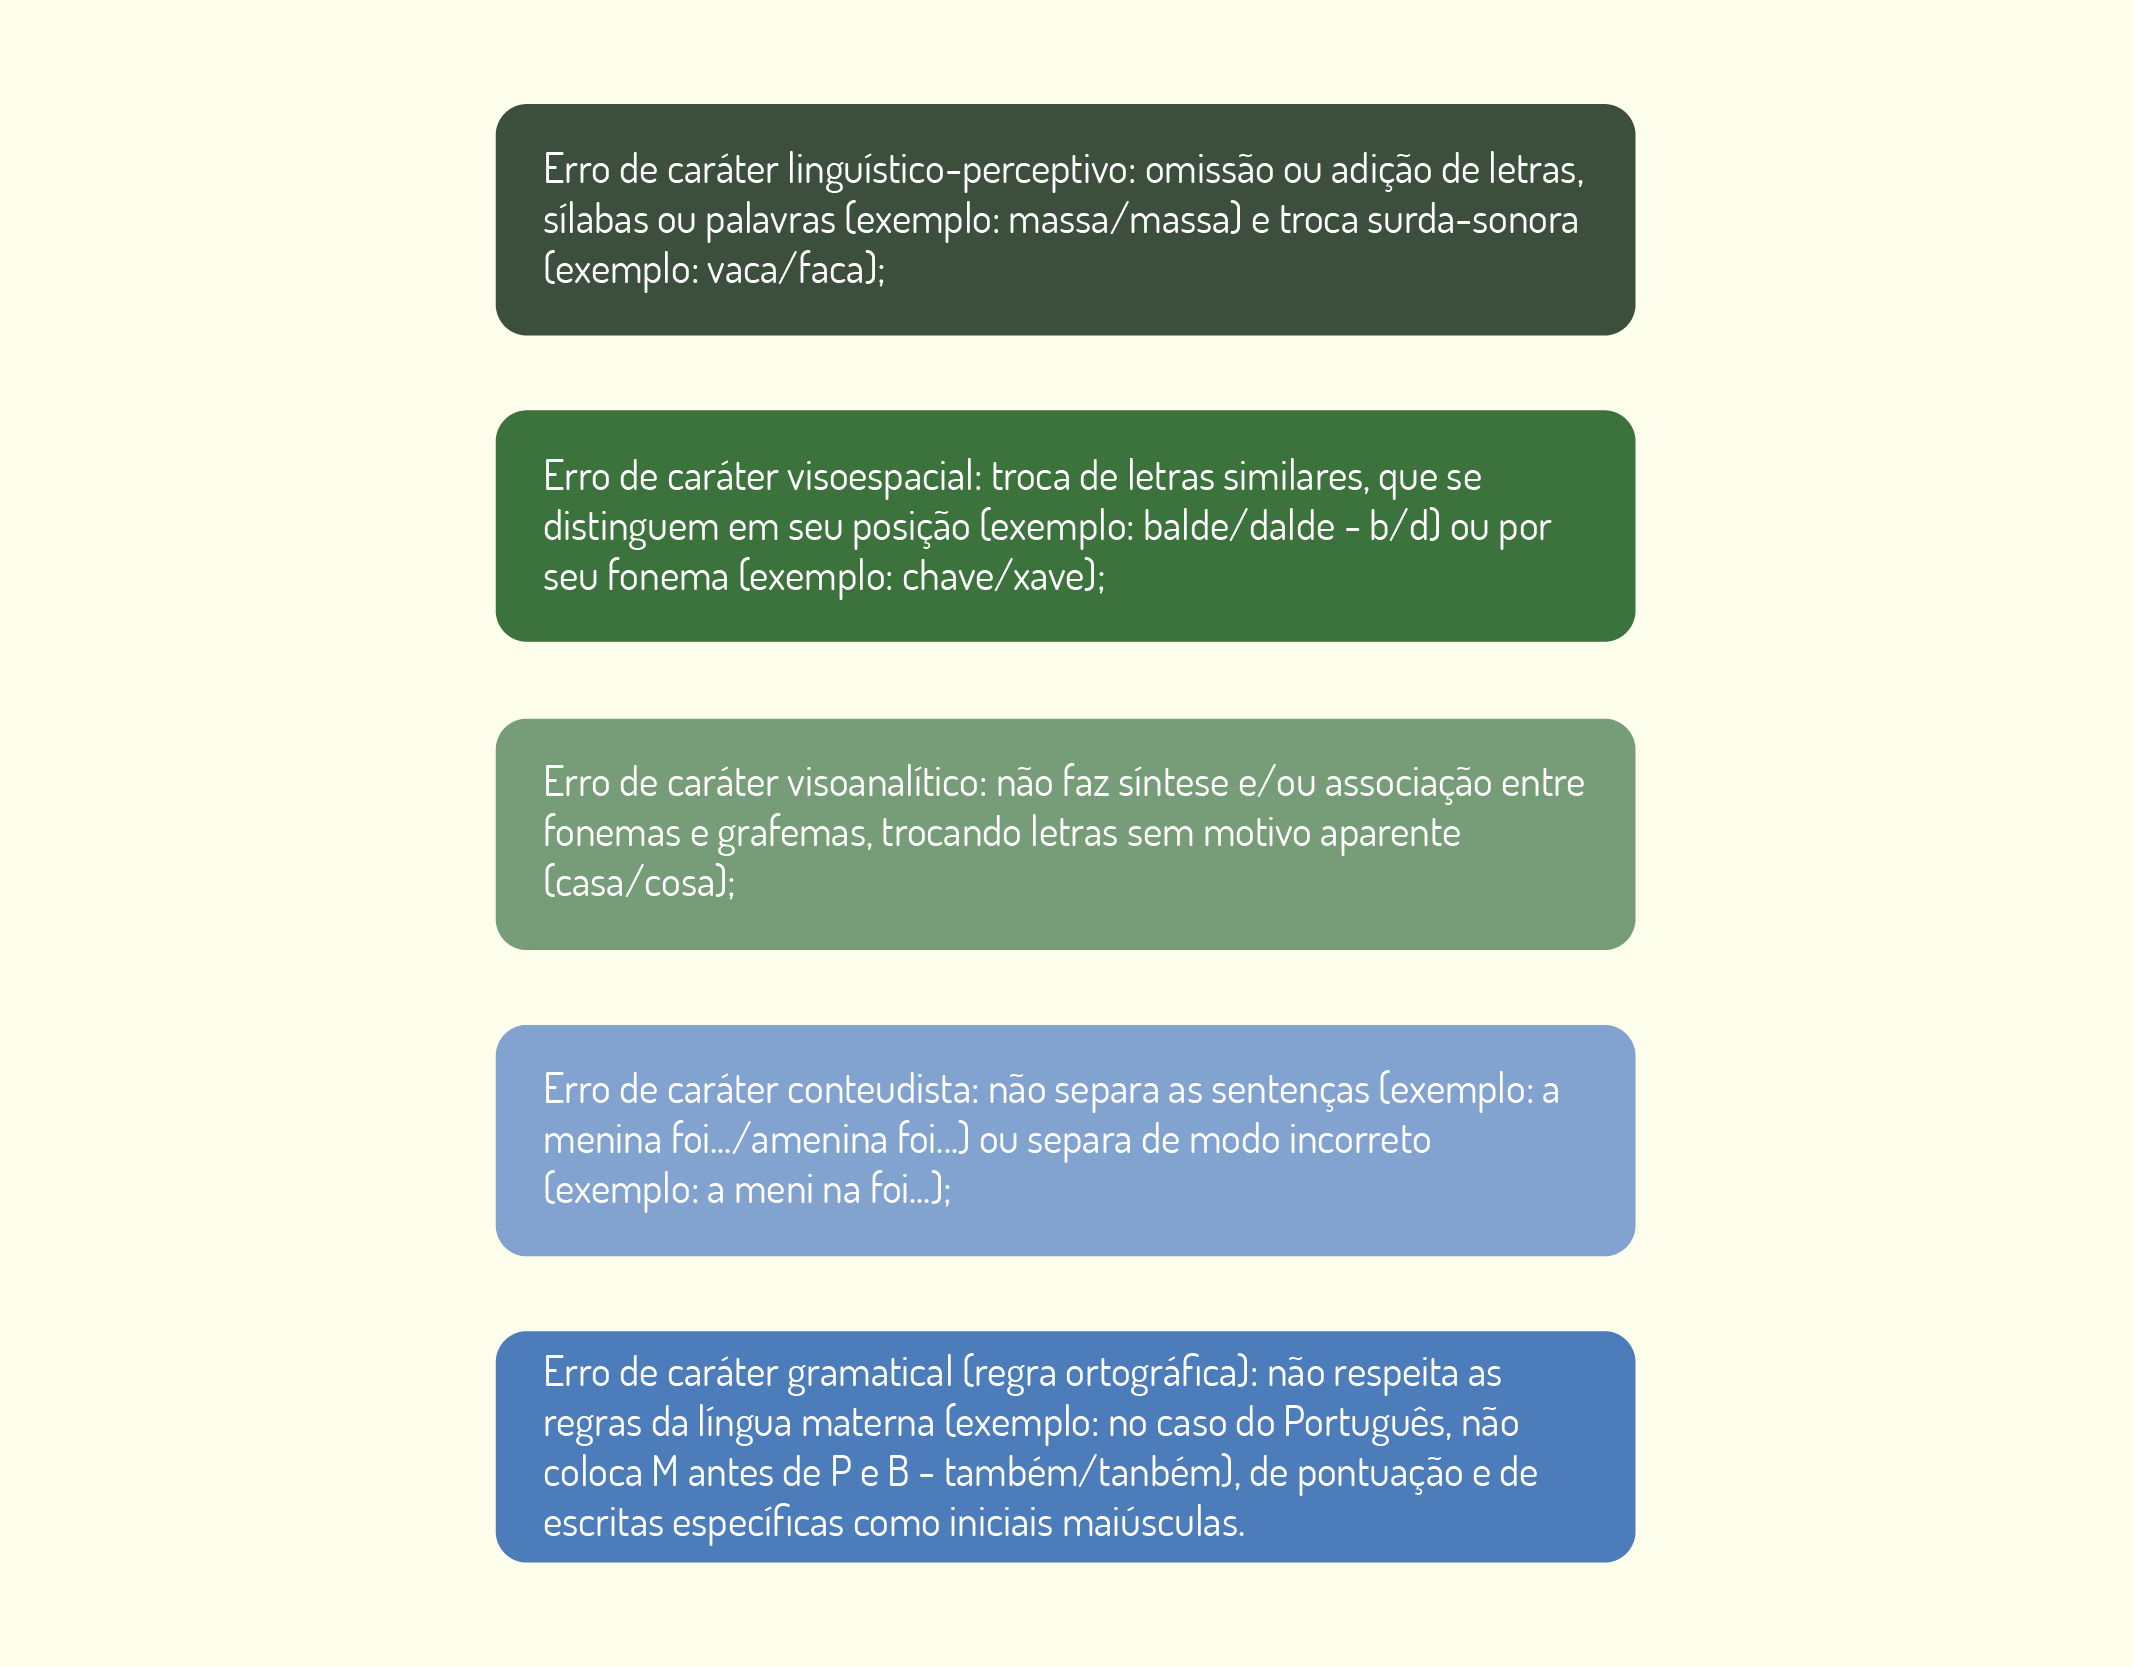 Erro de caráter linguístico-perceptivo: omissão ou adição de letras,
sílabas ou palavras (exemplo: massa/massa) e troca surda-sonora
(exemplo: vaca/faca);
Erro de caráter visoespacial: troca de letras similares, que se
distinguem em seu posição (exemplo: balde/dalde - b/d) ou por
seu fonema (exemplo: chave/xave);
Erro de caráter visoanalítico: não faz síntese e/ou associação entre
fonemas e grafemas, trocando letras sem motivo aparente
(casa/cosa);
Erro de caráter conteudista: não separa as sentenças (exemplo: a
menina foi.../amenina foi...) ou separa de modo incorreto
(exemplo: a meni na foi...);
Erro de caráter gramatical (regra ortográfica): não respeita as
regras da língua materna (exemplo: no caso do Português, não
coloca M antes de P e B - também/tanbém), de pontuação e de
escritas específicas como iniciais maiúsculas.